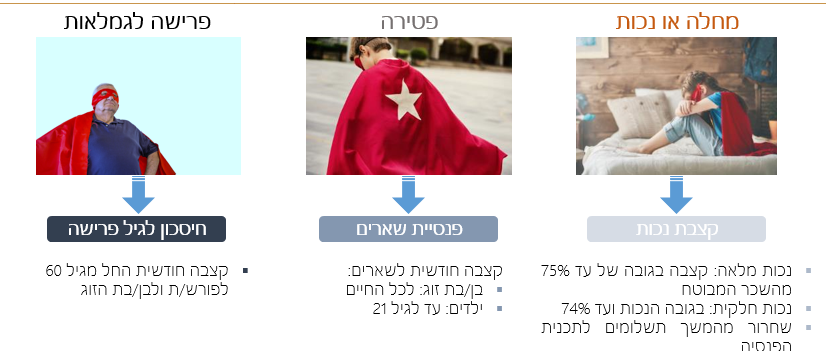 מחלה או נכות
קצבת נכות
נכות מלאה: קצבה בגובה של עד 75%
מהשכר המבוטח
נכות חלקית: בגובה הנכות ועד 74%
שחרור מהמשך תשלומים לתכנית
הפנסיה
פטירה
פנסיית שארים
קצבה חודשית לשארים:
בן/בת זוג: לכל החיים
ילדים: עד לגיל 21
פרישה לגמלאות
חיסכון לגיל פרישה
קצבה חודשית החל מגיל 60
לפורש/ת ולבן/בת הזוג